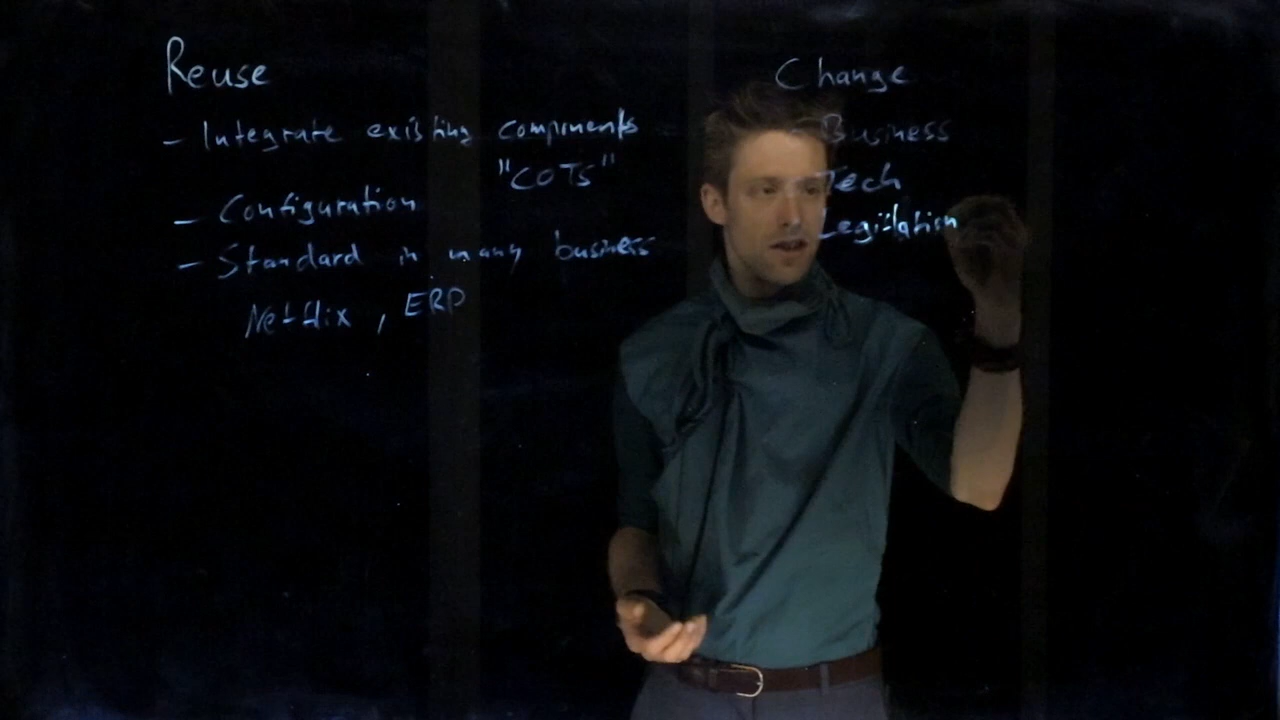 Reuse
- Integrate existing components
"COTS"
- Configuration
- Standard in many business
Netflix, ERP
Change
- Business
Tech
Legislation